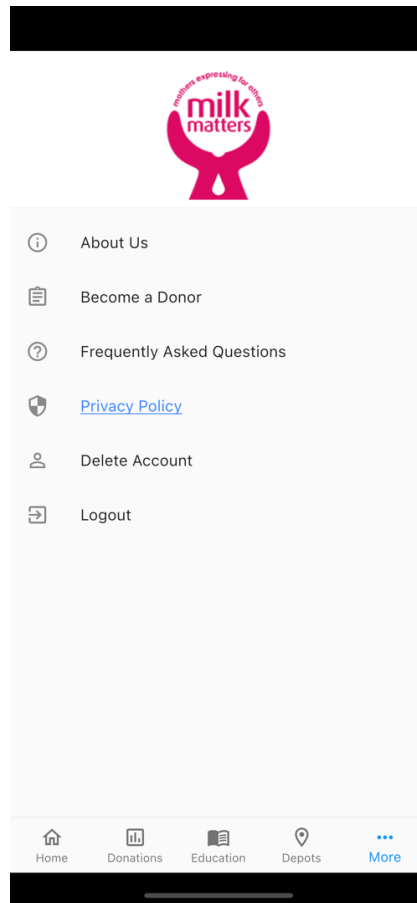 mothers expressing for others
milk
matters
About Us
Become a Donor
Frequently Asked Questions
Privacy Policy
Delete Account
Logout
Home
Donations
Education
Depots
More